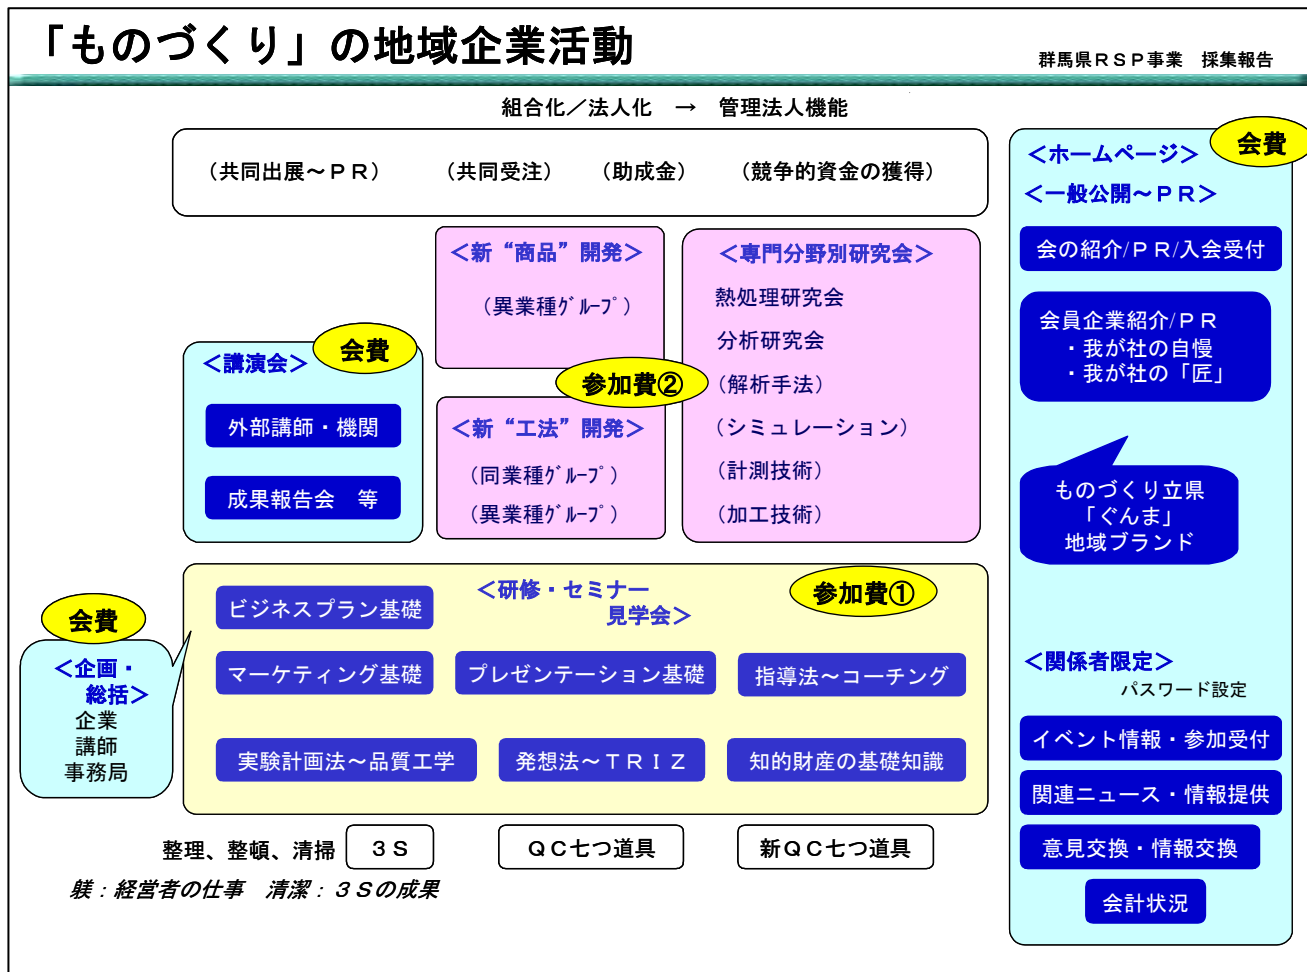 「ものづくり」の地域企業活動
群馬県ＲＳＰ事業　採集報告
組合化／法人化　→　管理法人機能
（共同出展～ＰＲ）　（共同受注）　（助成金）　（競争的資金の獲得）
＜新“商品”開発＞
（異業種ｸﾞﾙｰﾌﾟ）
参加費②
＜新“工法”開発＞
（同業種ｸﾞﾙｰﾌﾟ）
（異業種ｸﾞﾙｰﾌﾟ）
＜専門分野別研究会＞
熱処理研究会
分析研究会
（解析手法）
（シミュレーション）
（計測技術）
（加工技術）
会費
＜講演会＞
外部講師・機関
成果報告会　等
会費
＜企画・
総括＞
企業
講師
事務局
＜研修・セミナー
見学会＞
参加費①
ビジネスプラン基礎
マーケティング基礎
プレゼンテーション基礎
指導法～コーチング
実験計画法～品質工学
発想法～ＴＲＩＺ
知的財産の基礎知識
整理、整頓、清掃
３Ｓ
ＱＣ七つ道具
新ＱＣ七つ道具
躾：経営者の仕事　清潔：３Ｓの成果
会費
＜ホームページ＞
＜一般公開～ＰＲ＞
会の紹介/ＰＲ/入会受付
会員企業紹介/ＰＲ
・我が社の自慢
・我が社の「匠」
ものづくり立県
「ぐんま」
地域ブランド
＜関係者限定＞
パスワード設定
イベント情報・参加受付
関連ニュース・情報提供
意見交換・情報交換
会計状況